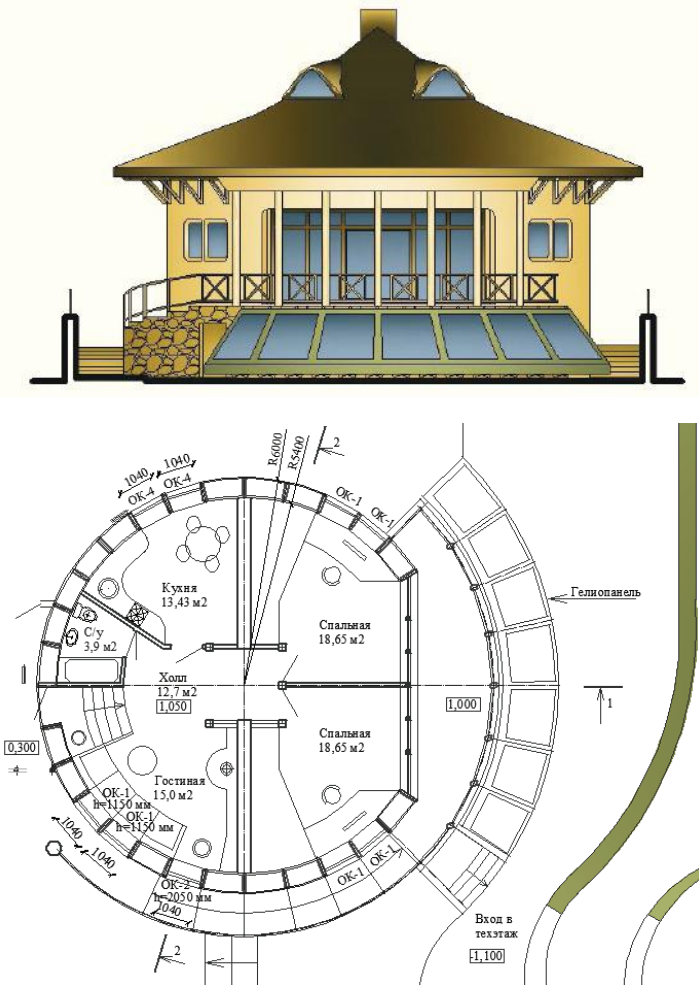 2
R6000
R5400
1040
1040
ОК-4
ОК-4
ОК-1
ОК-1
Кухня
13,43 м2
С/у
3,9 м2
Спальная
18,65 м2
Гелиопанель
Холл
12,7 м2
1,050
1,000
1
0,300
Спальная
18,65 м2
Гостиная
15,0 м2
ОК-1
h=1150 мм
ОК-1
h=1150 мм
1040
1040
ОК-2
h=2050 мм
1040
ОК-1
ОК-1
Вход в
техэтаж
-1,100
2